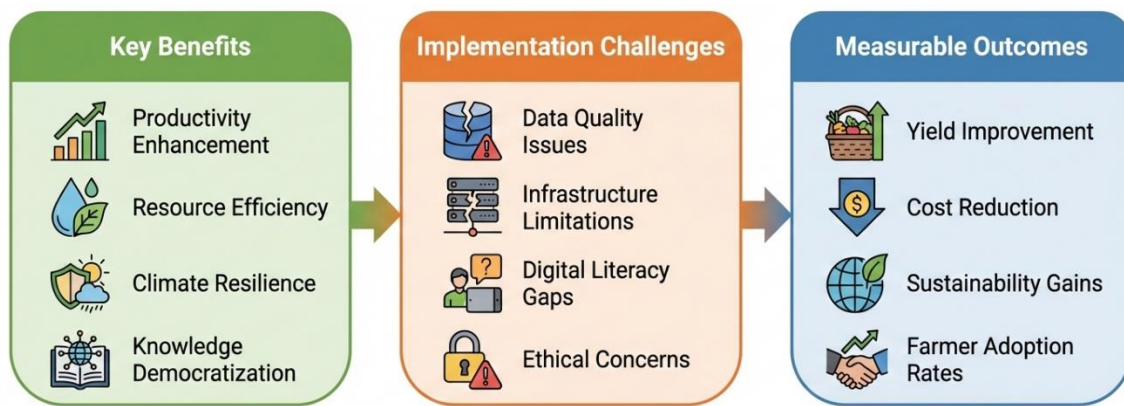 Key Benefits
Productivity
Enhancement
Resource Efficiency
Climate Resilience
Knowledge
Democratization
Implementation Challenges
Data Quality
Issues
Infrastructure
Limitations
Digital Literacy
Gaps
Ethical Concerns
Measurable Outcomes
Yield Improvement
$
Cost Reduction
Sustainability Gains
Farmer Adoption
Rates